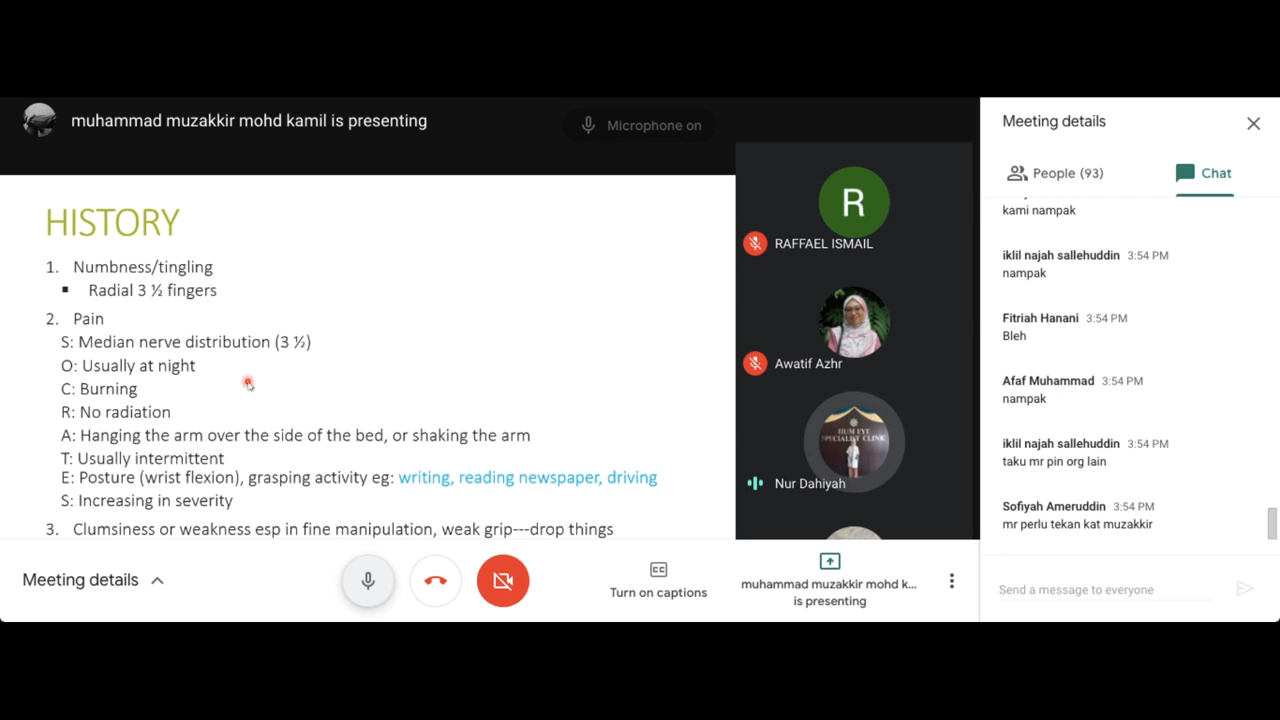 muhammad muzakkir mohd kamil is presenting
Microphone on
HISTORY
1. Numbness/tingling
▪ Radial 3 ½ fingers
2. Pain
S: Median nerve distribution (3 ½)
O: Usually at night
C: Burning
R: No radiation
A: Hanging the arm over the side of the bed, or shaking the arm
T: Usually intermittent
E: Posture (wrist flexion), grasping activity eg: writing, reading newspaper, driving
S: Increasing in severity
3. Clumsiness or weakness esp in fine manipulation, weak grip---drop things
R
RAFFAEL ISMAIL
Awatif Azhr
SPECIALIST CLINIC
Nur Dahiyah
Meeting details
People (93)
Chat
kami nampak
iklil najah sallehuddin 3:54 PM
nampak
Fitriah Hanani 3:54 PM
Bleh
Afaf Muhammad 3:54 PM
nampak
iklil najah sallehuddin 3:54 PM
taku mr pin org lain
Sofiyah Ameruddin 3:54 PM
mr perlu tekan kat muzakkir
Send a message to everyone
Meeting details
CC
Turn on captions
muhammad muzakkir mohd k...
is presenting